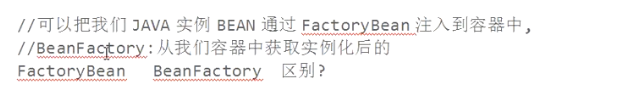 //可以把我们 JAVA 实例 BEAN 通过 FactoryBean 注入到容器中,
//BeanFactory:从我们容器中获取实例化后的
FactoryBean BeanFactory 区别?